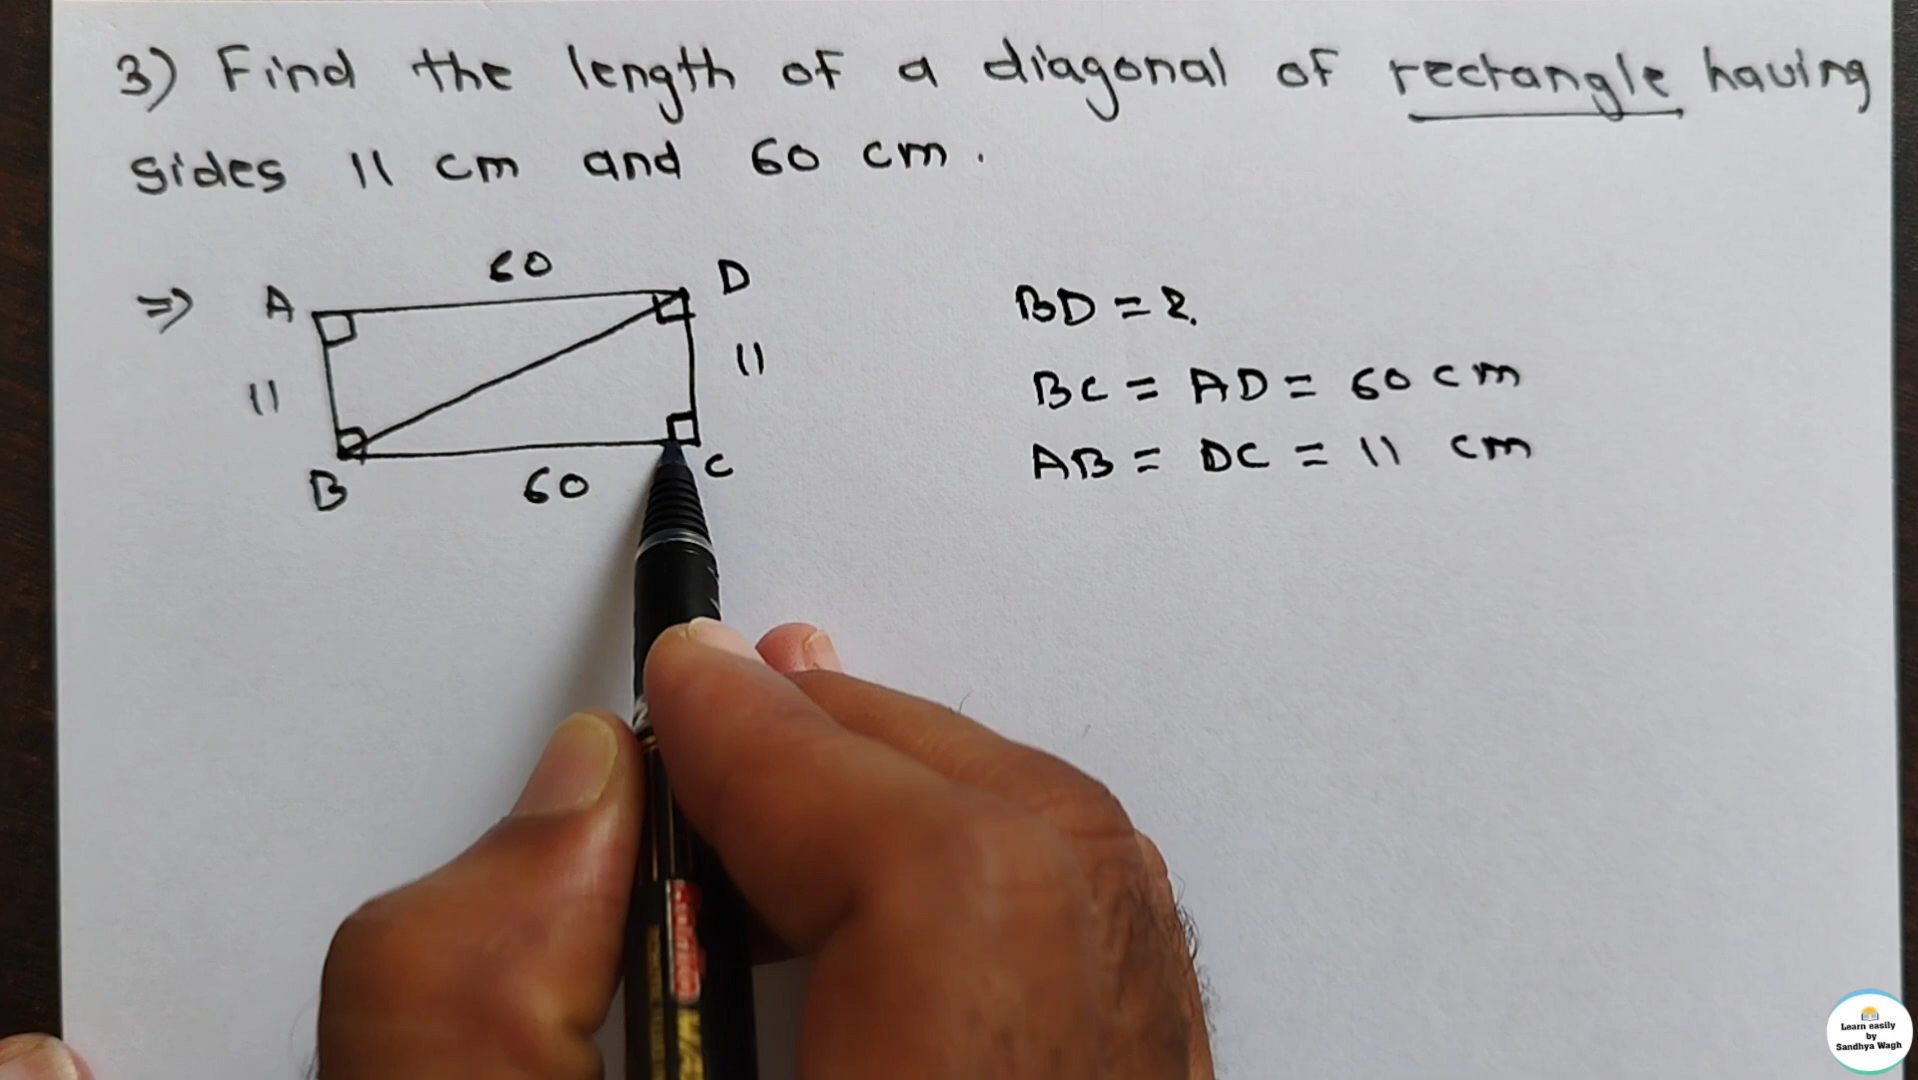 3) Find the length of a diagonal of rectangle having
sides 11 cm and 60 cm.
=> A 60 D
11 11
B 60 C
BD = ?
BC = AD = 60 cm
AB = DC = 11 cm
Learn easily
by
Sandhya Wagh